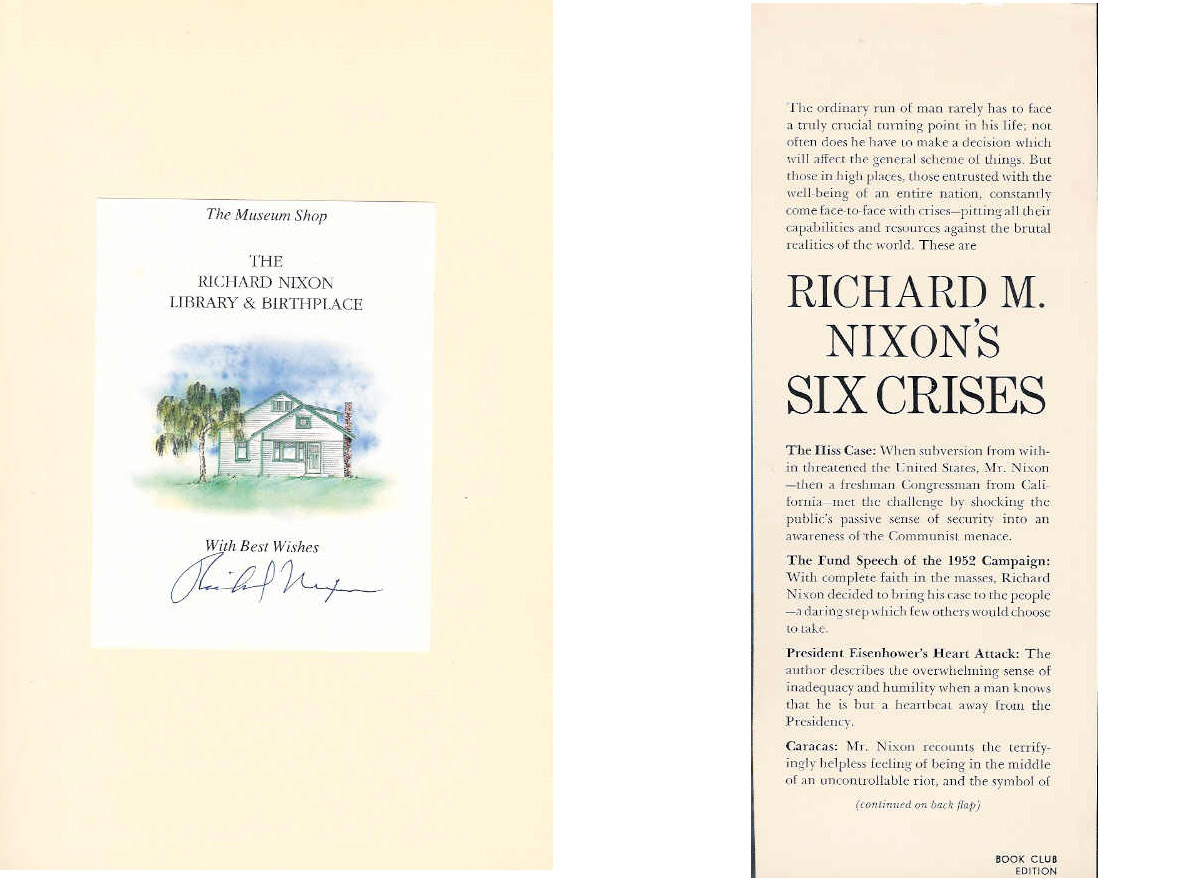 The Museum Shop
THE
RICHARD NIXON
LIBRARY & BIRTHPLACE
With Best Wishes
Richard Nixon
The ordinary run of man rarely has to face
a truly crucial turning point in his life; not
often does he have to make a decision which
will affect the general scheme of things. But
those in high places, those entrusted with the
well-being of an entire nation, constantly
come face-to-face with crises—pitting all their
capabilities and resources against the brutal
realities of the world. These are
RICHARD M.
NIXON'S
SIX CRISES
The Hiss Case: When subversion from with-
in threatened the United States, Mr. Nixon
—then a freshman Congressman from Cali-
fornia—met the challenge by shocking the
public's passive sense of security into an
awareness of the Communist menace.
The Fund Speech of the 1952 Campaign:
With complete faith in the masses, Richard
Nixon decided to bring his case to the people
—a daring step which few others would choose
to take.
President Eisenhower's Heart Attack: The
author describes the overwhelming sense of
inadequacy and humility when a man knows
that he is but a heartbeat away from the
Presidency.
Caracas: Mr. Nixon recounts the terrify-
ingly helpless feeling of being in the middle
of an uncontrollable riot, and the symbol of
(continued on back flap)
BOOK CLUB
EDITION